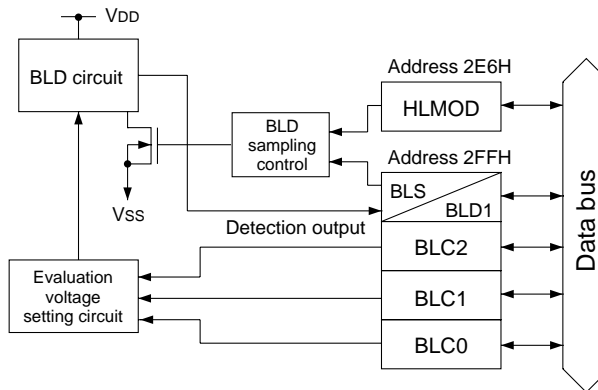 VDD
BLD circuit
Address 2E6H
HLMOD
BLD
sampling
control
Address 2FFH
BLS
BLD1
VSS
Detection output
BLC2
Evaluation
voltage
setting circuit
BLC1
BLC0
Data bus